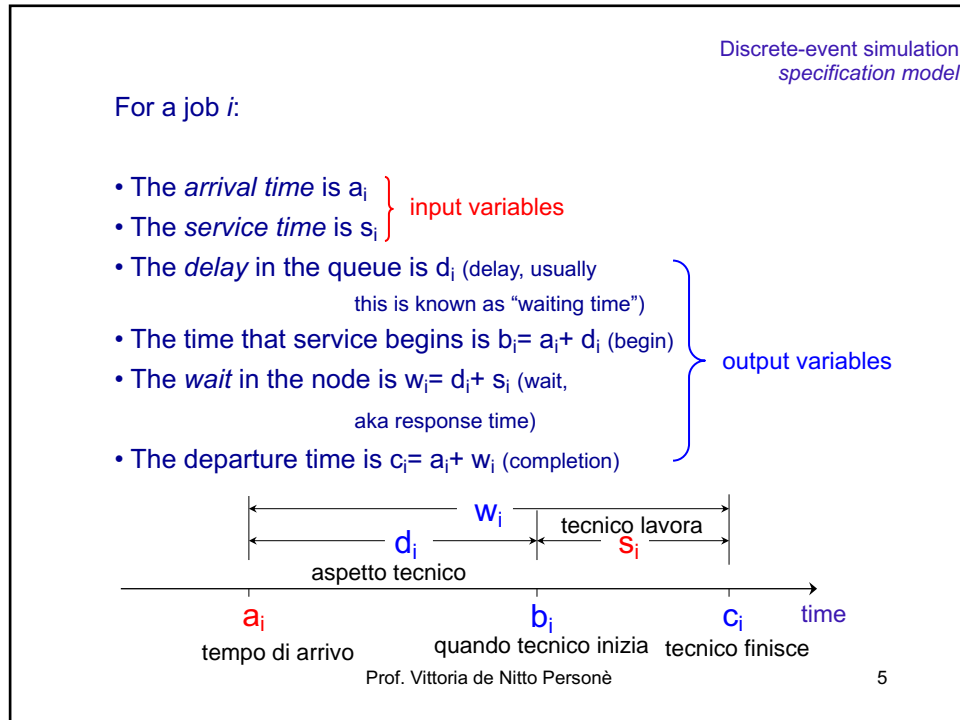 Discrete-event simulation
specification model
For a job i:
• The arrival time is aᵢ
• The service time is sᵢ
input variables
• The delay in the queue is dᵢ (delay, usually
this is known as “waiting time”)
• The time that service begins is bᵢ= aᵢ+ dᵢ (begin)
• The wait in the node is wᵢ= dᵢ+ sᵢ (wait,
aka response time)
• The departure time is cᵢ= aᵢ+ wᵢ (completion)
output variables
wᵢ
tecnico lavora
dᵢ sᵢ
aspetto tecnico
aᵢ bᵢ cᵢ time
tempo di arrivo quando tecnico inizia tecnico finisce
Prof. Vittoria de Nitto Personè 5